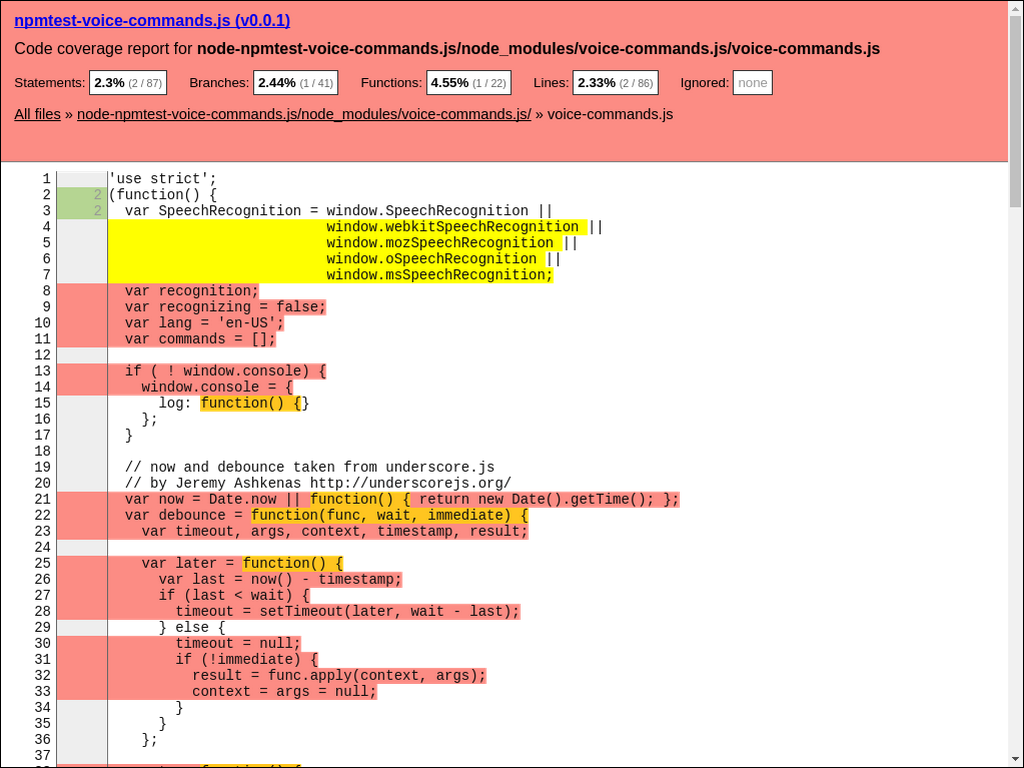 npmtest-voice-commands.js (v0.0.1)
Code coverage report for node-npmtest-voice-commands.js/node_modules/voice-commands.js/voice-commands.js
Statements: 2.3% (2 / 87) Branches: 2.44% (1 / 41) Functions: 4.55% (1 / 22) Lines: 2.33% (2 / 86) Ignored: none
All files » node-npmtest-voice-commands.js/node_modules/voice-commands.js/ » voice-commands.js
1 'use strict';
2 2 (function() {
3 2   var SpeechRecognition = window.SpeechRecognition ||
4                           window.webkitSpeechRecognition ||
5                           window.mozSpeechRecognition ||
6                           window.oSpeechRecognition ||
7                           window.msSpeechRecognition;
8   var recognition;
9   var recognizing = false;
10   var lang = 'en-US';
11   var commands = [];
12
13   if ( ! window.console) {
14     window.console = {
15       log: function() {}
16     };
17   }
18
19   // now and debounce taken from underscore.js
20   // by Jeremy Ashkenas http://underscorejs.org/
21   var now = Date.now || function() { return new Date().getTime(); };
22   var debounce = function(func, wait, immediate) {
23     var timeout, args, context, timestamp, result;
24
25     var later = function() {
26       var last = now() - timestamp;
27       if (last < wait) {
28         timeout = setTimeout(later, wait - last);
29       } else {
30         timeout = null;
31         if (!immediate) {
32           result = func.apply(context, args);
33           context = args = null;
34         }
35       }
36     };
37